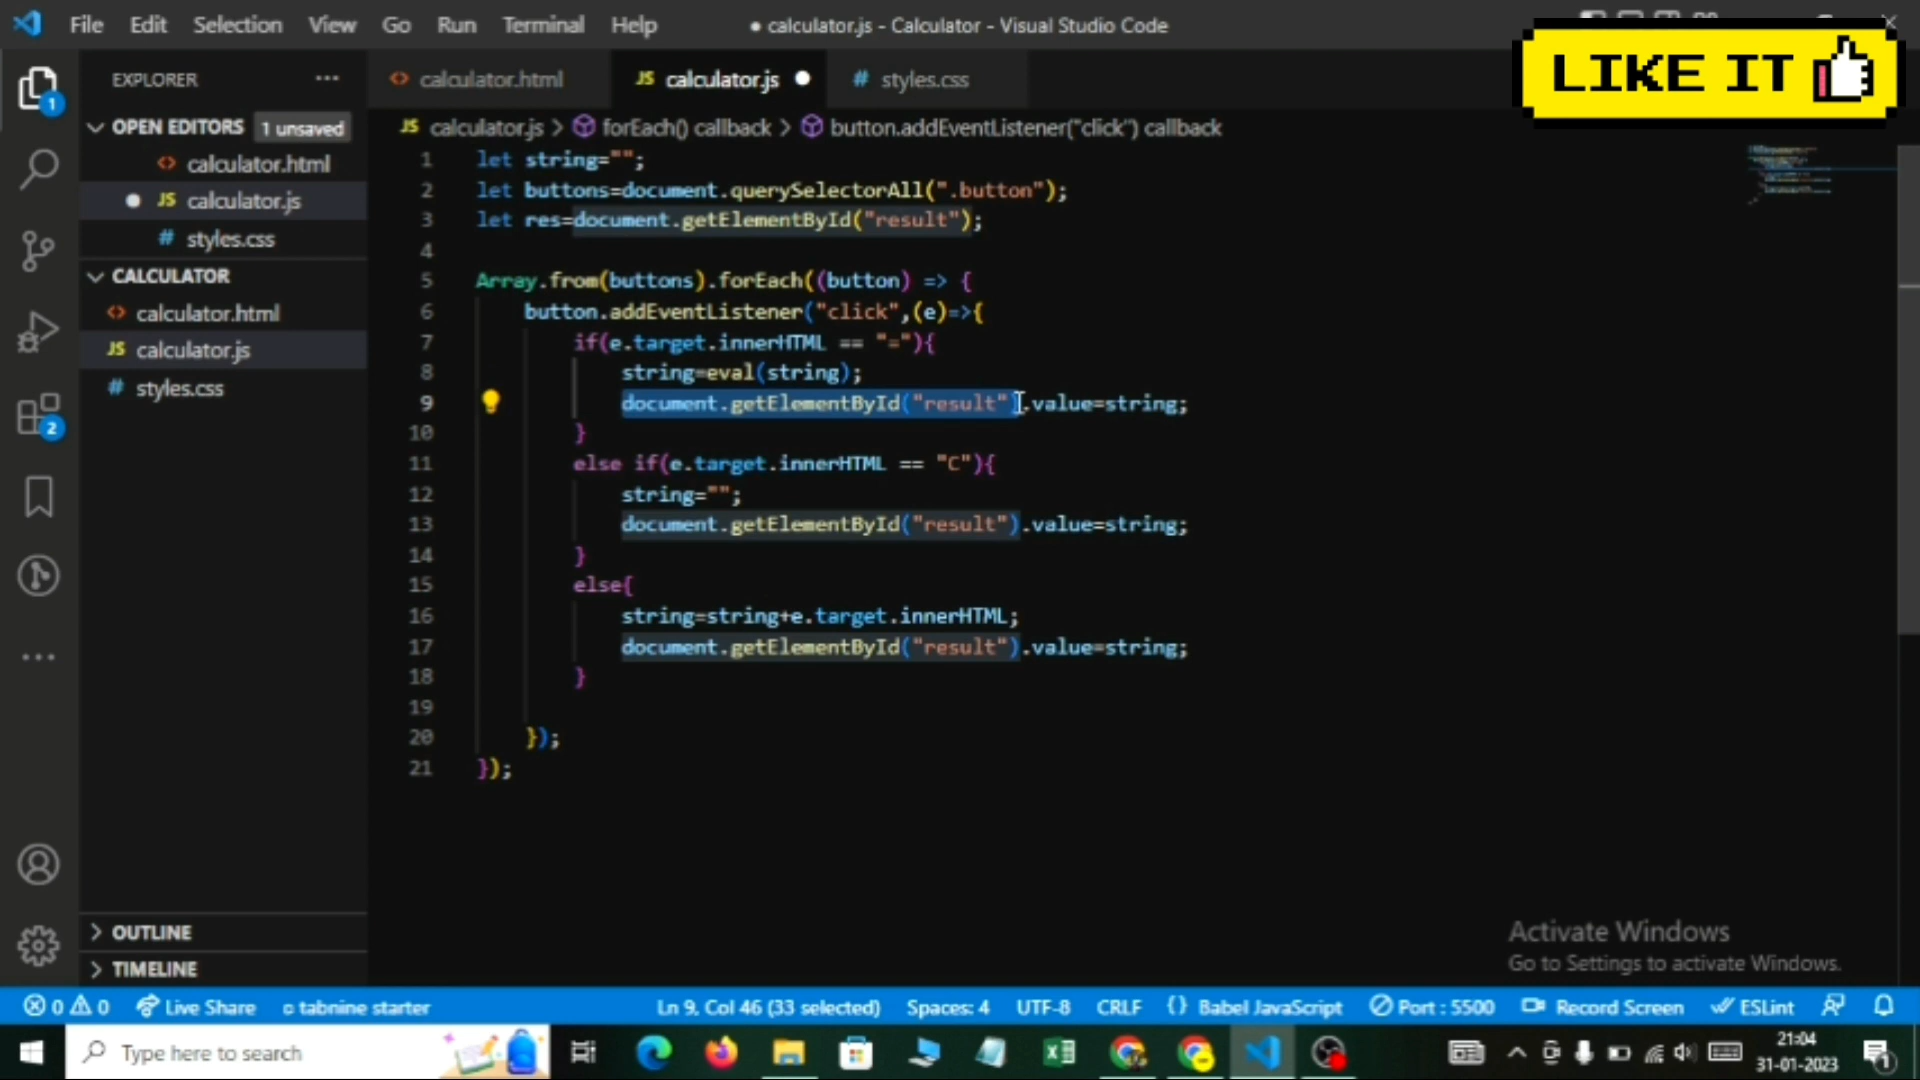 File Edit Selection View Go Run Terminal Help
● calculator.js - Calculator - Visual Studio Code
LIKE IT
EXPLORER
calculator.html
JS calculator.js
# styles.css
OPEN EDITORS 1 unsaved
calculator.html
JS calculator.js
# styles.css
CALCULATOR
calculator.html
JS calculator.js
# styles.css
OUTLINE
TIMELINE
1
2
JS calculator.js > forEach() callback > button.addEventListener("click") callback
1 let string="";
2 let buttons=document.querySelectorAll(".button");
3 let res=document.getElementById("result");
4
5 Array.from(buttons).forEach((button) => {
6 button.addEventListener("click",(e)=>{
7 if(e.target.innerHTML == "="){
8 string=eval(string);
9 document.getElementById("result").value=string;
10 }
11 else if(e.target.innerHTML == "C"){
12 string="";
13 document.getElementById("result").value=string;
14 }
15 else{
16 string=string+e.target.innerHTML;
17 document.getElementById("result").value=string;
18 }
19
20 });
21 });
Activate Windows
Go to Settings to activate Windows.
0 0 Live Share tabnine starter Ln 9, Col 46 (33 selected) Spaces: 4 UTF-8 CRLF {} Babel JavaScript Port : 5500 Record Screen ESLint
Type here to search
21:04
31-01-2023
1